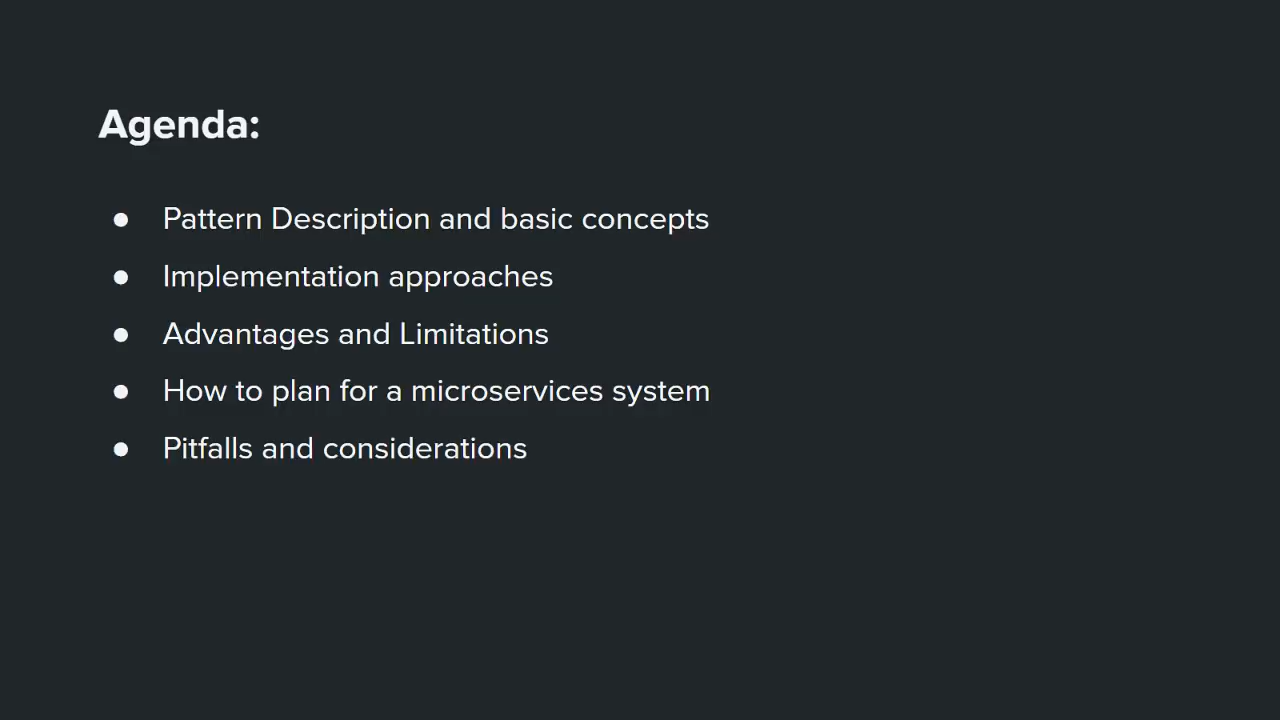 Agenda:
● Pattern Description and basic concepts
● Implementation approaches
● Advantages and Limitations
● How to plan for a microservices system
● Pitfalls and considerations